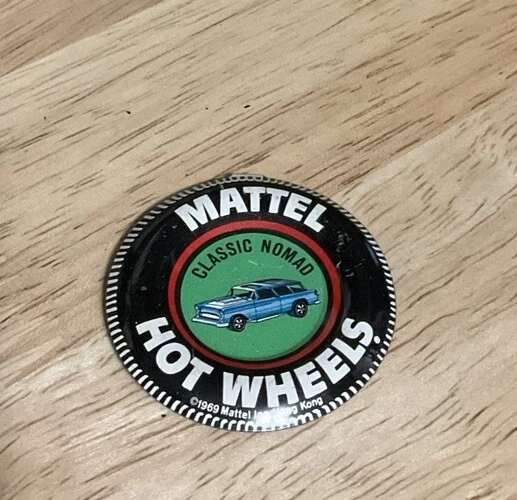 MATTEL
CLASSIC NOMAD
HOT WHEELS
©1969 Mattel Inc. Hong Kong